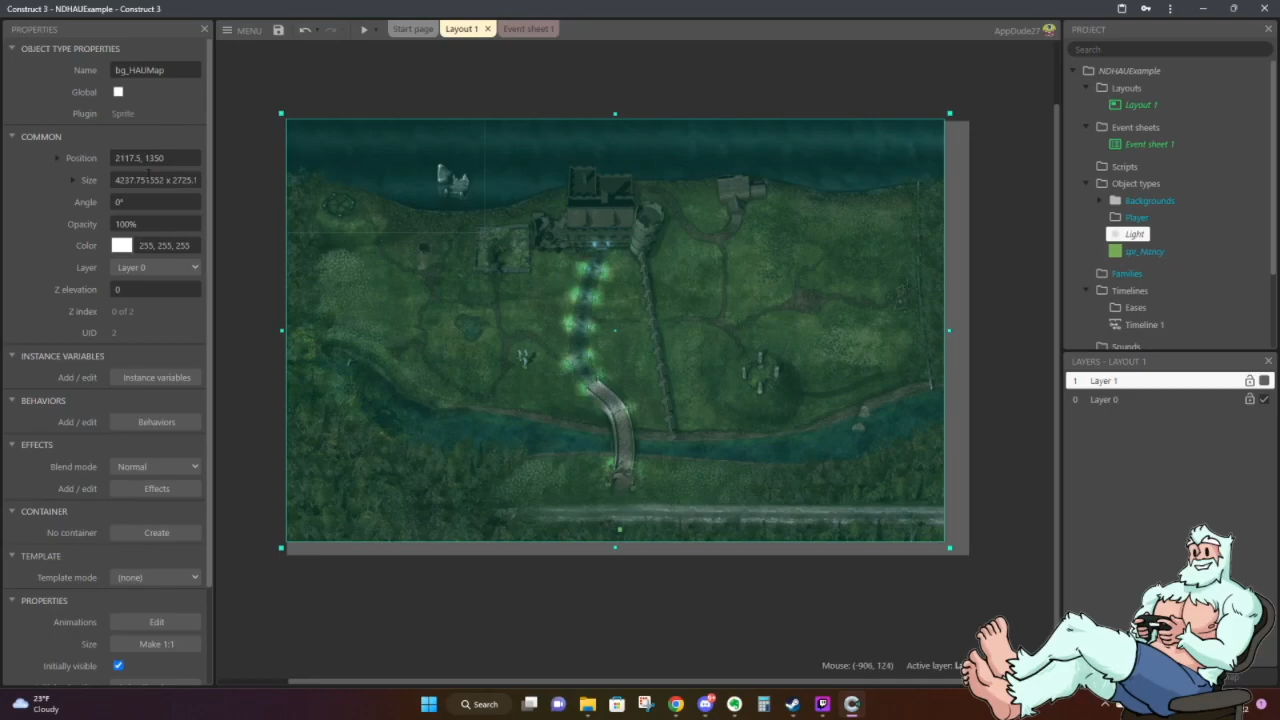 Construct 3 - NDHAUExample - Construct 3
PROPERTIES
OBJECT TYPE PROPERTIES
Name bg_HAUMap
Global
Plugin Sprite
COMMON
Position 2117.5, 1350
Size 4237.751552 x 2725.1
Angle 0°
Opacity 100%
Color 255, 255, 255
Layer Layer 0
Z elevation 0
Z index 0 of 2
UID 2
INSTANCE VARIABLES
Add / edit Instance variables
BEHAVIORS
Add / edit Behaviors
EFFECTS
Blend mode Normal
Add / edit Effects
CONTAINER
No container Create
TEMPLATE
Template mode (none)
PROPERTIES
Animations Edit
Size Make 1:1
Initially visible
MENU
Start page Layout 1 Event sheet 1
AppDude27
Mouse: (-906, 124) Active layer:
PROJECT
Search
NDHAUExample
Layouts
Layout 1
Event sheets
Event sheet 1
Scripts
Object types
Backgrounds
Player
Light
spr_Nancy
Families
Timelines
Eases
Timeline 1
Sounds
LAYERS - LAYOUT 1
1 Layer 1
0 Layer 0
23°F
Cloudy
Search